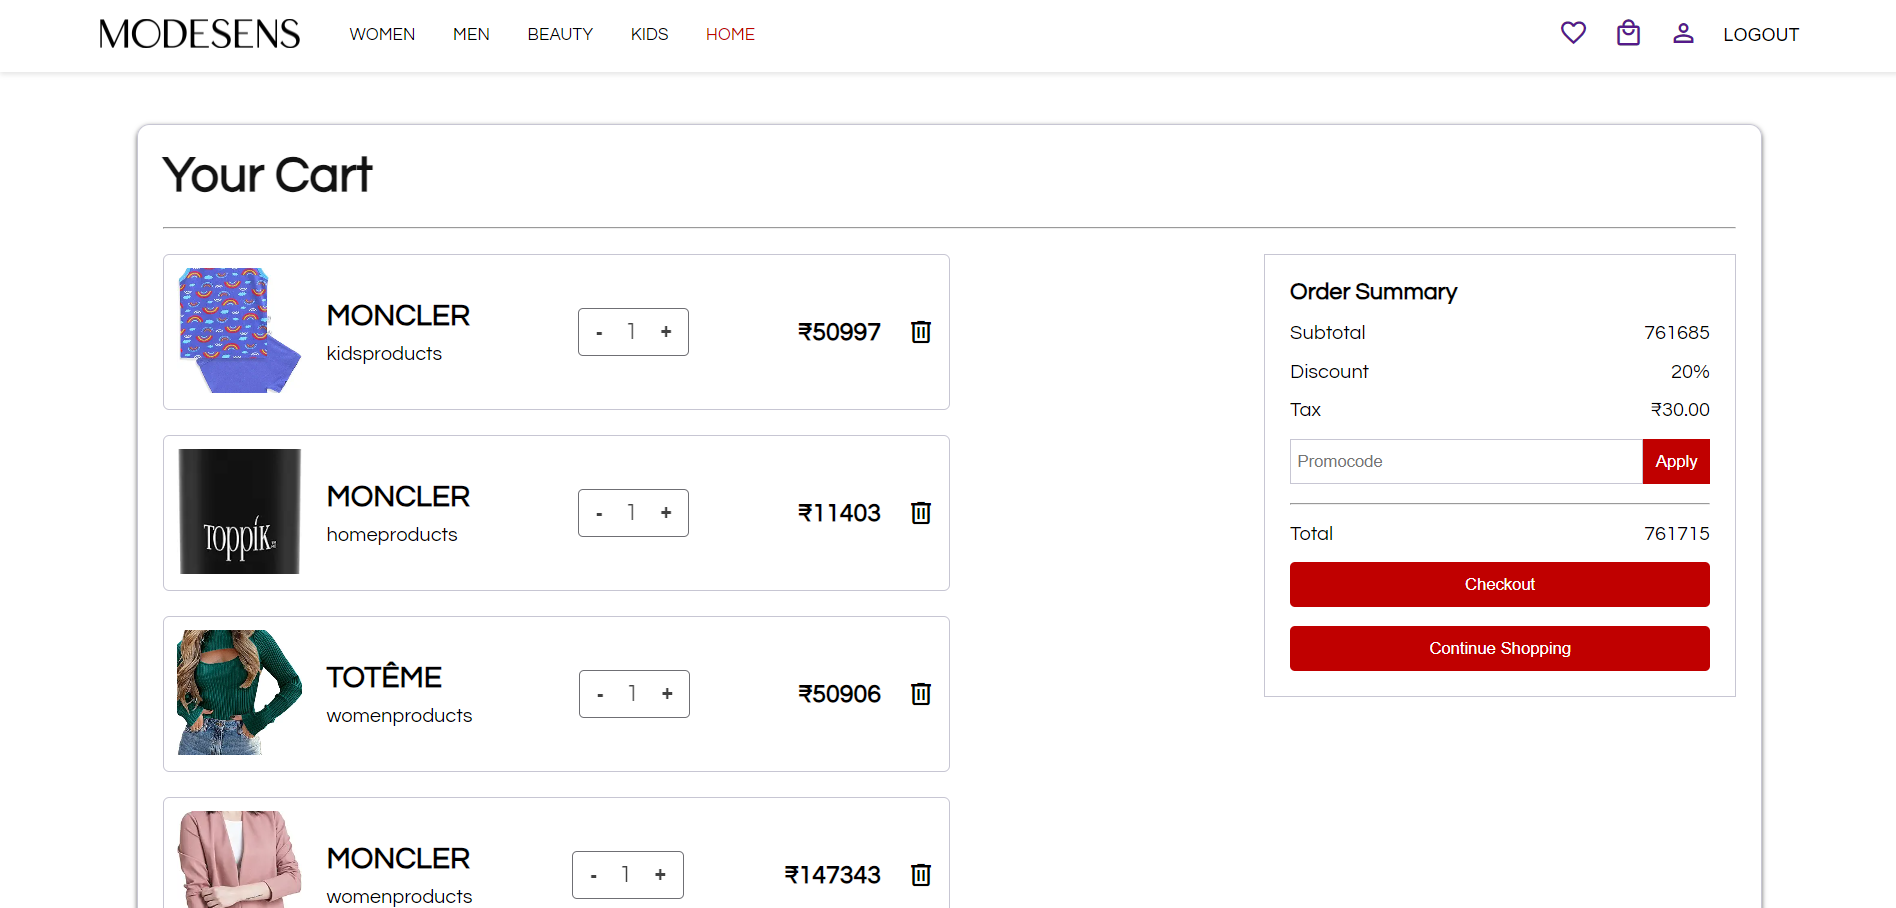 MODESENS WOMEN MEN BEAUTY KIDS HOME LOGOUT
Your Cart
MONCLER
kidsproducts
- 1 +
₹50997
toppík
MONCLER
homeproducts
- 1 +
₹11403
TOTÊME
womenproducts
- 1 +
₹50906
MONCLER
womenproducts
- 1 +
₹147343
Order Summary
Subtotal 761685
Discount 20%
Tax ₹30.00
Promocode Apply
Total 761715
Checkout
Continue Shopping